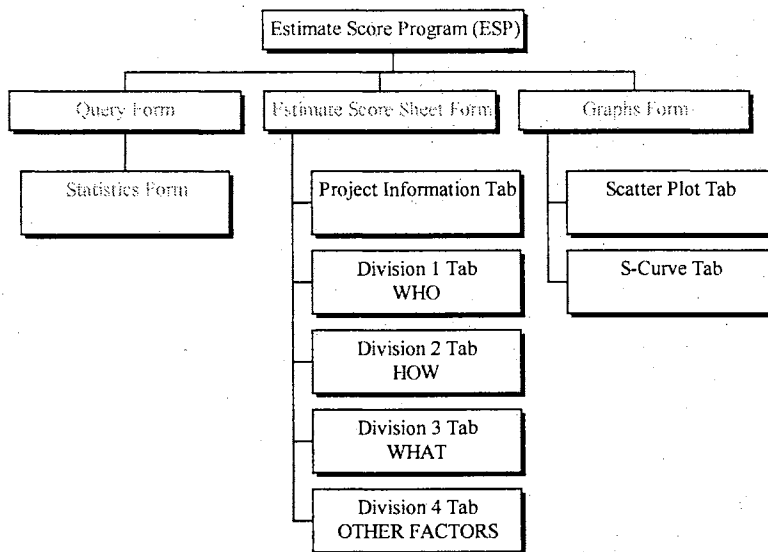 Estimate Score Program (ESP)
Query Form
Estimate Score Sheet Form
Graphs Form
Statistics Form
Project Information Tab
Scatter Plot Tab
Division 1 Tab
WHO
S-Curve Tab
Division 2 Tab
HOW
Division 3 Tab
WHAT
Division 4 Tab
OTHER FACTORS